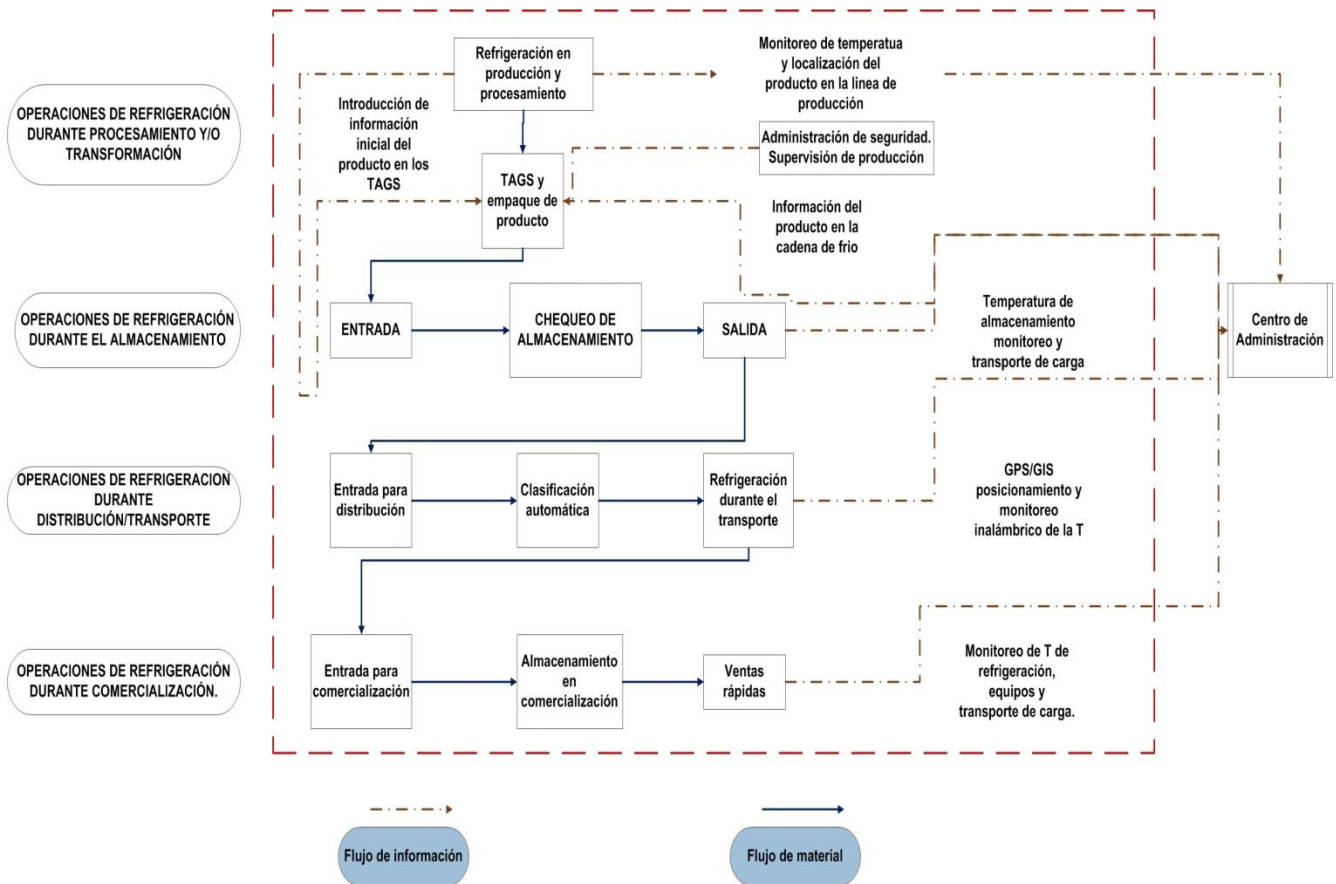 Refrigeración en
producción y
procesamiento
Monitoreo de temperatua
y localización del
producto en la linea de
producción
OPERACIONES DE REFRIGERACIÓN
DURANTE PROCESAMIENTO Y/O
TRANSFORMACIÓN
Introducción de
información
inicial del
producto en los
TAGS
Administración de seguridad.
Supervisión de producción
TAGS y
empaque de
producto
Información del
producto en la
cadena de frio
OPERACIONES DE REFRIGERACIÓN
DURANTE EL ALMACENAMIENTO
ENTRADA
CHEQUEO DE
ALMACENAMIENTO
SALIDA
Temperatura de
almacenamiento
monitoreo y
transporte de carga
Centro de
Administración
OPERACIONES DE REFRIGERACION
DURANTE
DISTRIBUCIÓN/TRANSPORTE
Entrada para
distribución
Clasificación
automática
Refrigeración
durante el
transporte
GPS/GIS
posicionamiento y
monitoreo
inalámbrico de la T
OPERACIONES DE REFRIGERACIÓN
DURANTE COMERCIALIZACIÓN.
Entrada para
comercialización
Almacenamiento
en
comercialización
Ventas
rápidas
Monitoreo de T de
refrigeración,
equipos y
transporte de carga.
Flujo de información
Flujo de material